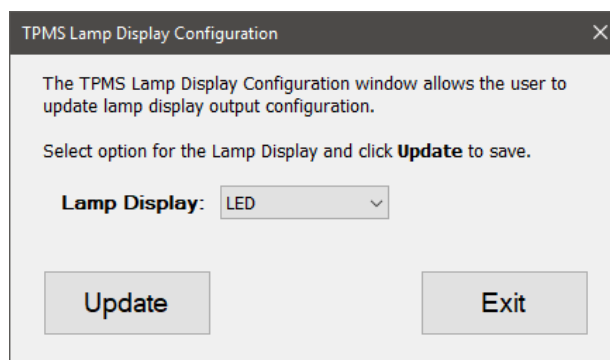 TPMS Lamp Display Configuration
The TPMS Lamp Display Configuration window allows the user to
update lamp display output configuration.
Select option for the Lamp Display and click Update to save.
Lamp Display: LED
Update Exit